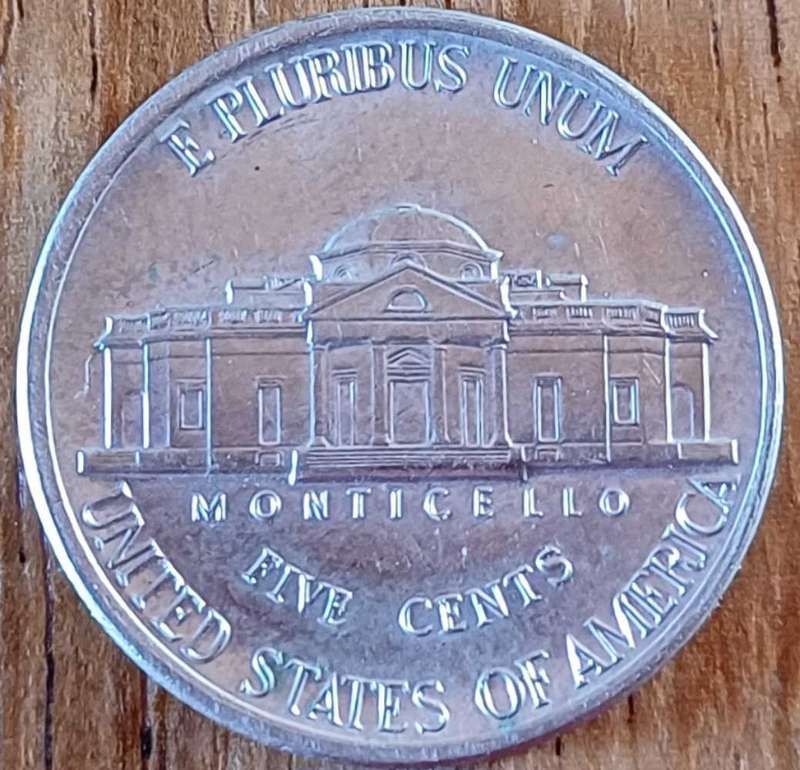 E PLURIBUS UNUM
MONTICELLO
FIVE CENTS
UNITED STATES OF AMERICA